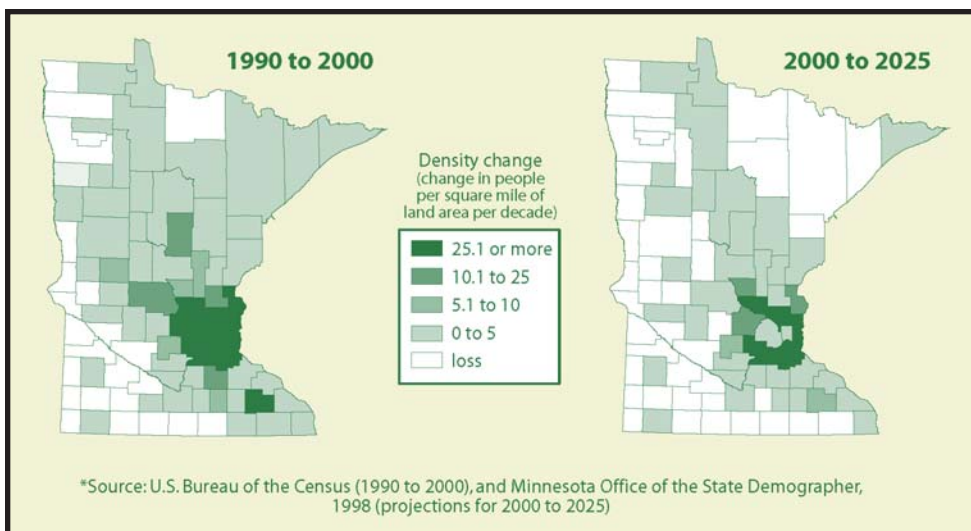 1990 to 2000
2000 to 2025
Density change
(change in people
per square mile of
land area per decade)
25.1 or more
10.1 to 25
5.1 to 10
0 to 5
loss
*Source: U.S. Bureau of the Census (1990 to 2000), and Minnesota Office of the State Demographer,
1998 (projections for 2000 to 2025)